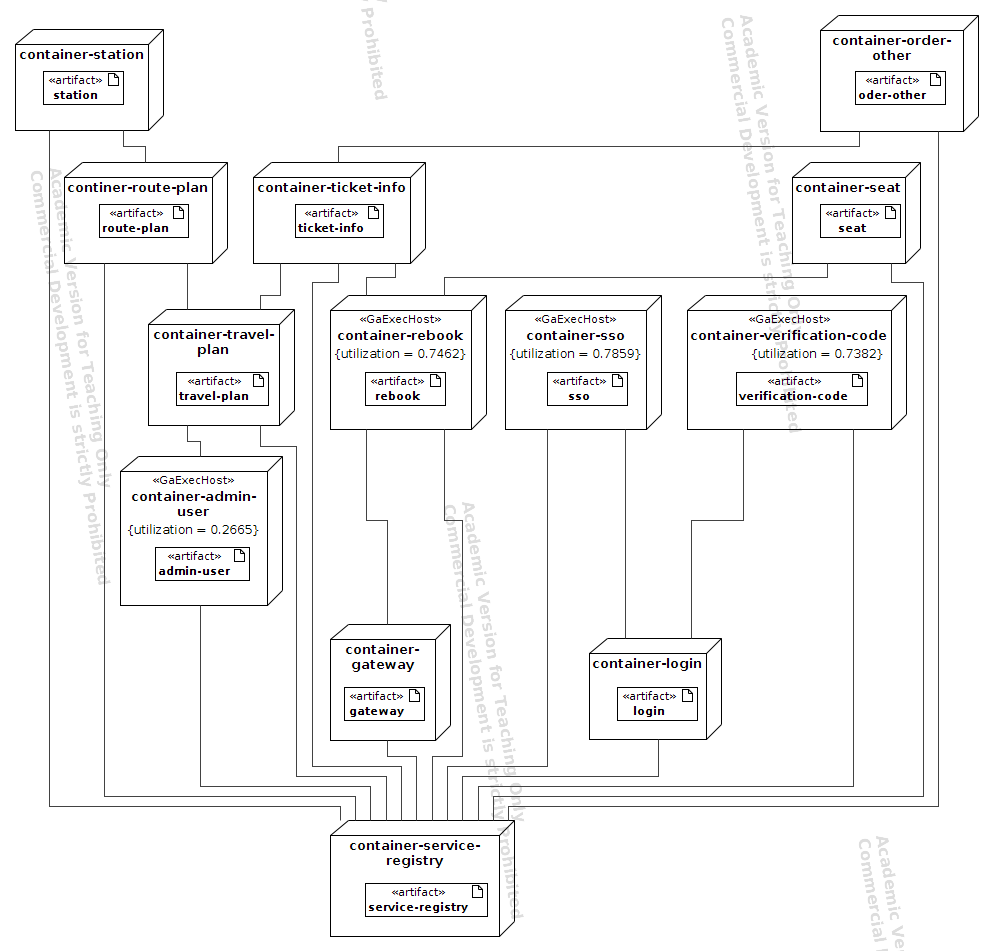 container-station
«artifact»
station
container-order-
other
«artifact»
oder-other
continer-route-plan
«artifact»
route-plan
container-ticket-info
«artifact»
ticket-info
container-seat
«artifact»
seat
container-travel-
plan
«artifact»
travel-plan
«GaExecHost»
container-rebook
{utilization = 0.7462}
«artifact»
rebook
«GaExecHost»
container-sso
{utilization = 0.7859}
«artifact»
sso
«GaExecHost»
container-verification-code
{utilization = 0.7382}
«artifact»
verification-code
«GaExecHost»
container-admin-
user
{utilization = 0.2665}
«artifact»
admin-user
container-
gateway
«artifact»
gateway
container-login
«artifact»
login
container-service-
registry
«artifact»
service-registry
Prohibited
Academic Version for Teaching Only
Commercial Development is strictly Prohibited
Academic Version for Teaching Only
Commercial Development is strictly Prohibited
Academic Version for Teaching Only
Commercial Development is strictly Prohibited
Academic Ve
Commercial